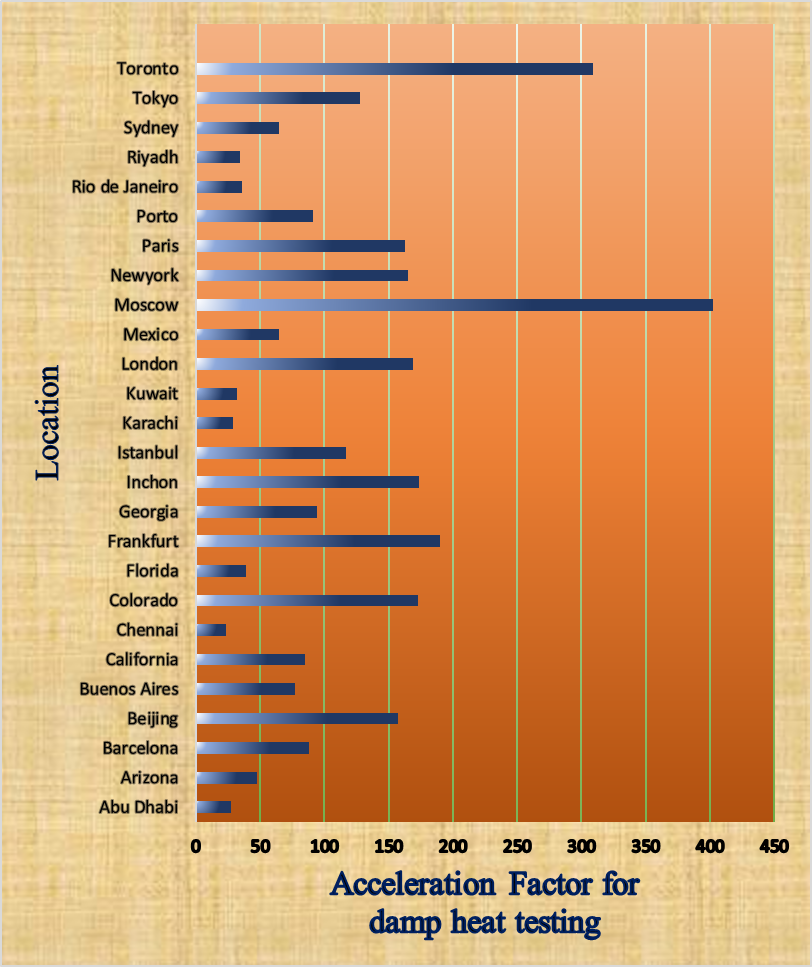 Toronto
Tokyo
Sydney
Riyadh
Rio de Janeiro
Porto
Paris
Newyork
Moscow
Mexico
London
Kuwait
Karachi
Istanbul
Inchon
Georgia
Frankfurt
Florida
Colorado
Chennai
California
Buenos Aires
Beijing
Barcelona
Arizona
Abu Dhabi
Location
0 50 100 150 200 250 300 350 400 450
Acceleration Factor for
damp heat testing